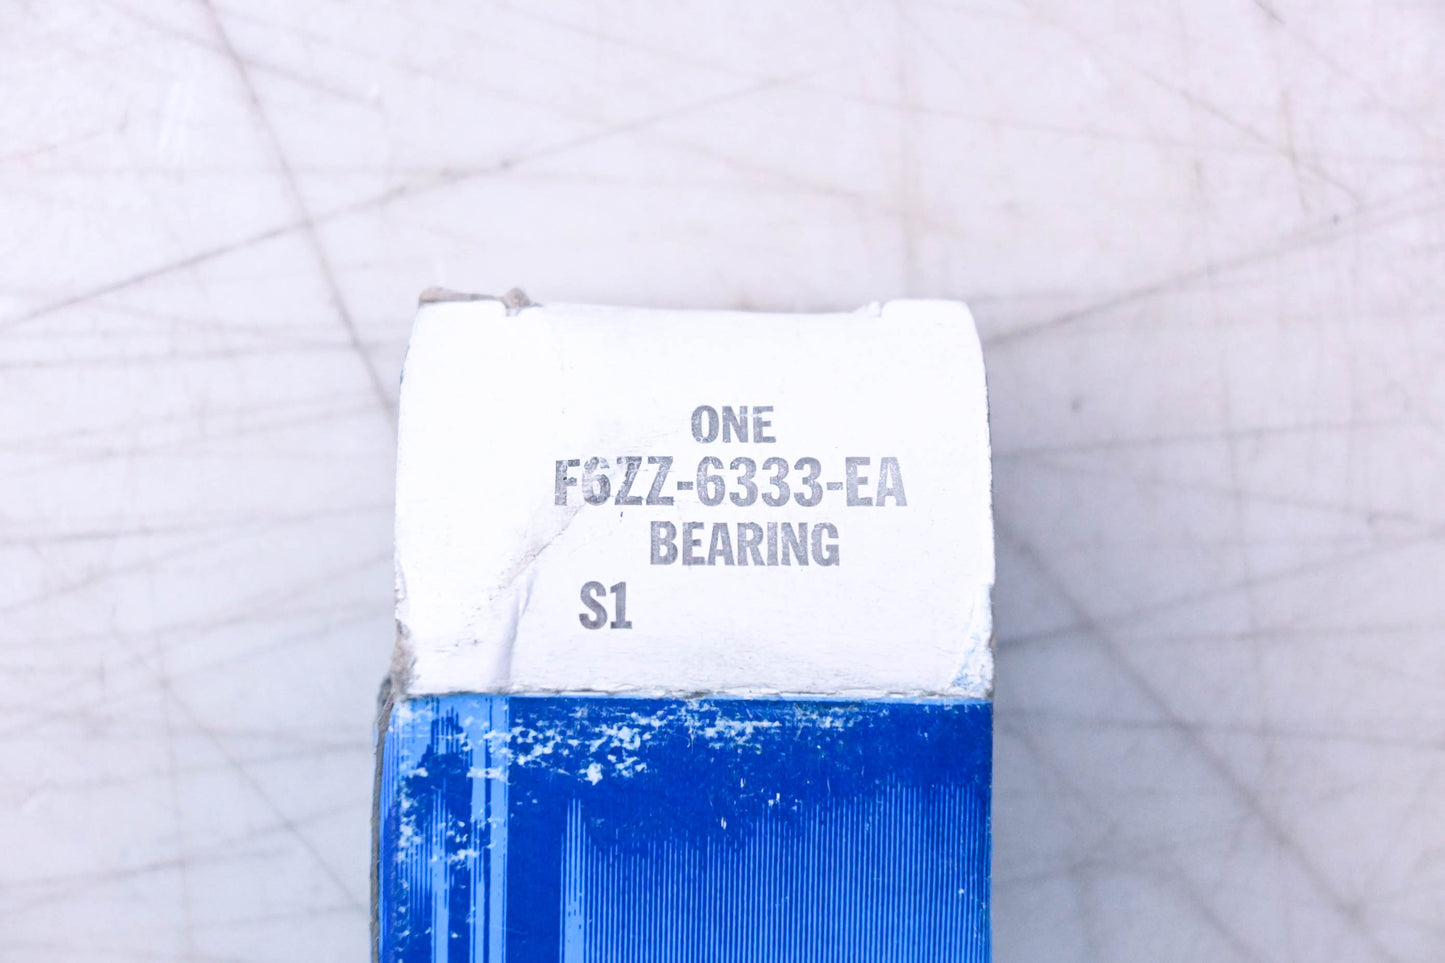 ONE
F6ZZ-6333-EA
BEARING
S1